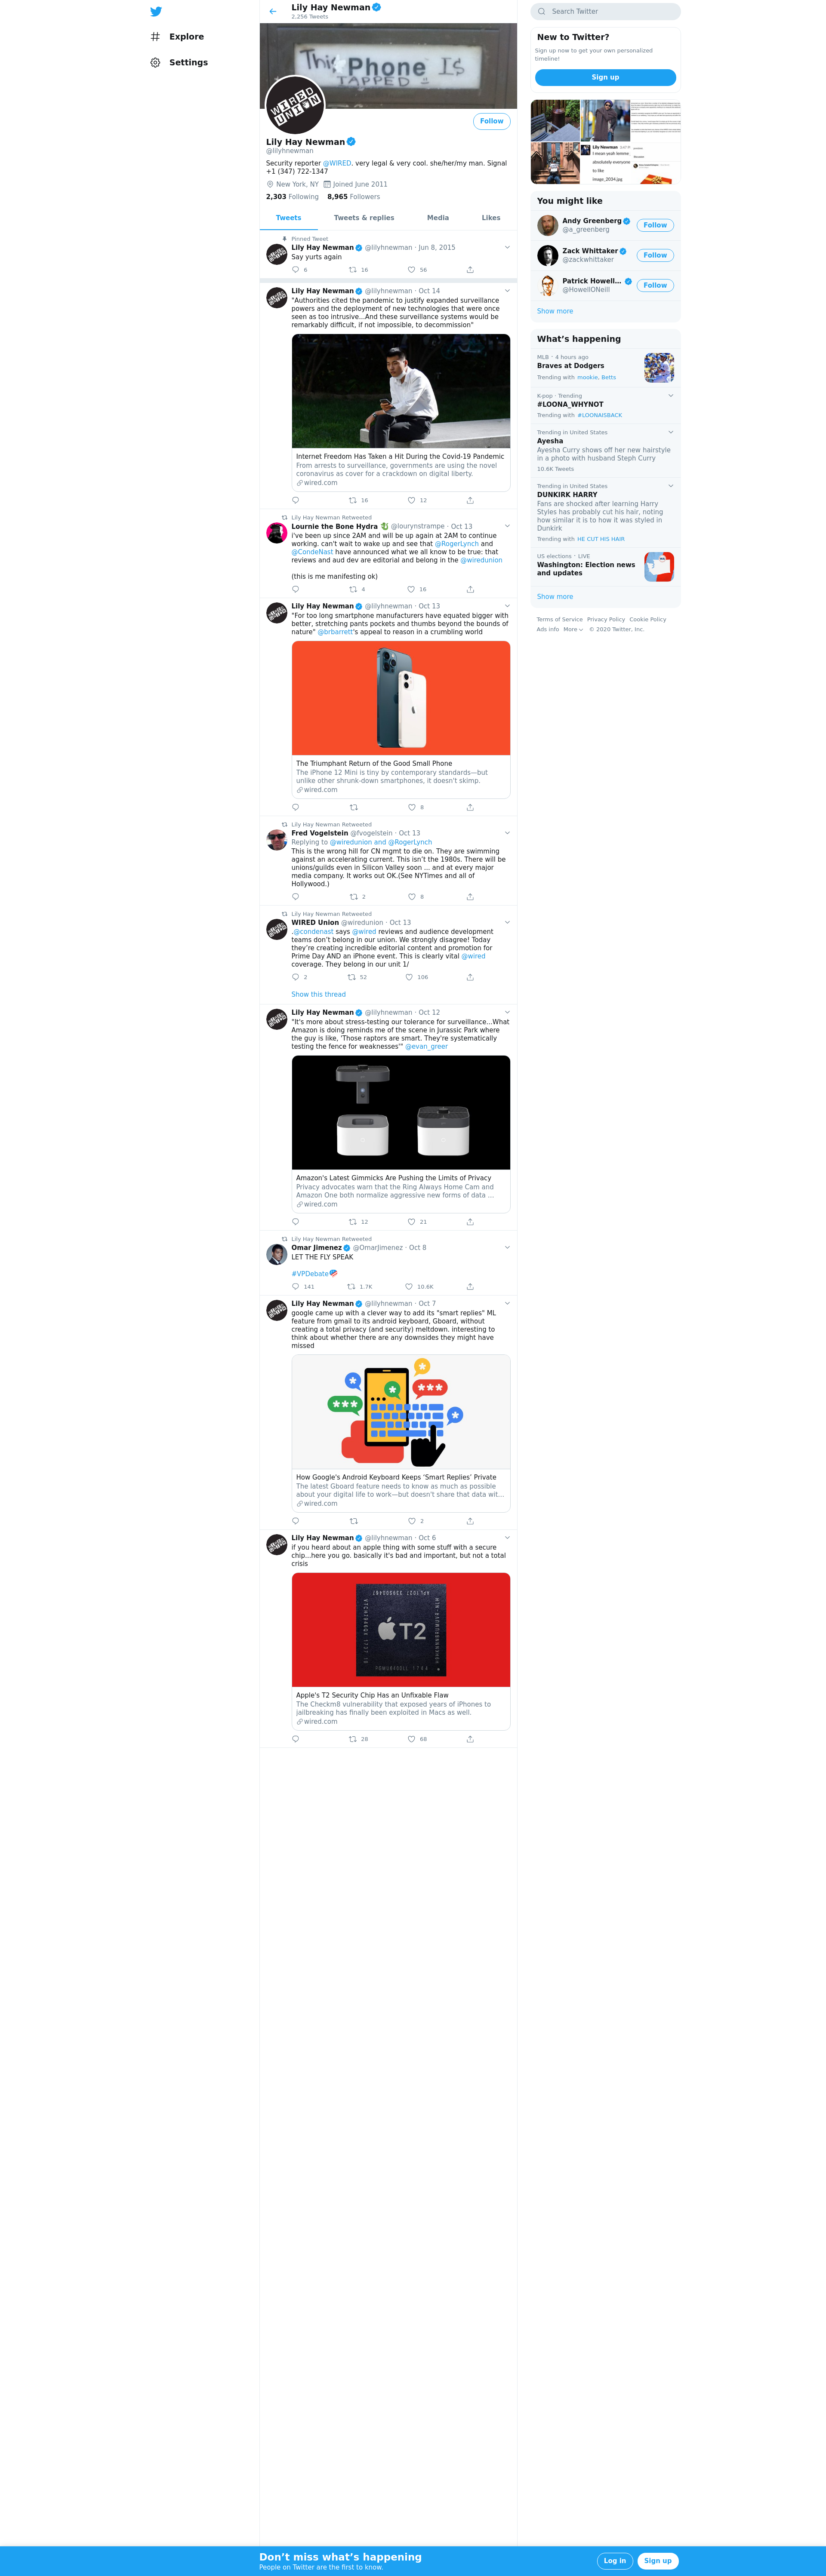 Explore
Settings
Lily Hay Newman
2,256 Tweets
This Phone IS
TAPED
WIRED
UNION
Follow
Lily Hay Newman
@lilyhnewman
Security reporter @WIRED. very legal & very cool. she/her/my man. Signal
+1 (347) 722-1347
New York, NY Joined June 2011
2,303 Following 8,965 Followers
Tweets Tweets & replies Media Likes
Pinned Tweet
Lily Hay Newman @lilyhnewman · Jun 8, 2015
Say yurts again
6 16 56
Lily Hay Newman @lilyhnewman · Oct 14
"Authorities cited the pandemic to justify expanded surveillance
powers and the deployment of new technologies that were once
seen as too intrusive...And these surveillance systems would be
remarkably difficult, if not impossible, to decommission"
Internet Freedom Has Taken a Hit During the Covid-19 Pandemic
From arrests to surveillance, governments are using the novel
coronavirus as cover for a crackdown on digital liberty.
wired.com
16 12
Lily Hay Newman Retweeted
Lournie the Bone Hydra @lourynstrampe · Oct 13
i've been up since 2AM and will be up again at 2AM to continue
working. can't wait to wake up and see that @RogerLynch and
@CondeNast have announced what we all know to be true: that
reviews and aud dev are editorial and belong in the @wiredunion
(this is me manifesting ok)
4 16
Lily Hay Newman @lilyhnewman · Oct 13
"For too long smartphone manufacturers have equated bigger with
better, stretching pants pockets and thumbs beyond the bounds of
nature" @brbarrett's appeal to reason in a crumbling world
The Triumphant Return of the Good Small Phone
The iPhone 12 Mini is tiny by contemporary standards—but
unlike other shrunk-down smartphones, it doesn't skimp.
wired.com
8
Lily Hay Newman Retweeted
Fred Vogelstein @fvogelstein · Oct 13
Replying to @wiredunion and @RogerLynch
This is the wrong hill for CN mgmt to die on. They are swimming
against an accelerating current. This isn't the 1980s. There will be
unions/guilds even in Silicon Valley soon ... and at every major
media company. It works out OK.(See NYTimes and all of
Hollywood.)
2 8
Lily Hay Newman Retweeted
WIRED Union @wiredunion · Oct 13
.@condenast says @wired reviews and audience development
teams don't belong in our union. We strongly disagree! Today
they're creating incredible editorial content and promotion for
Prime Day AND an iPhone event, This is clearly vital @wired
coverage. They belong in our unit 1/
2 52 106
Show this thread
Lily Hay Newman @lilyhnewman · Oct 12
"It's more about stress-testing our tolerance for surveillance...What
Amazon is doing reminds me of the scene in Jurassic Park where
the guy is like, 'Those raptors are smart. They're systematically
testing the fence for weaknesses'" @evan_greer
Amazon's Latest Gimmicks Are Pushing the Limits of Privacy
Privacy advocates warn that the Ring Always Home Cam and
Amazon One both normalize aggressive new forms of data ...
wired.com
12 21
Lily Hay Newman Retweeted
Omar Jimenez @OmarJimenez · Oct 8
LET THE FLY SPEAK
#VPDebate
141 1.7K 10.6K
Lily Hay Newman @lilyhnewman · Oct 7
google came up with a clever way to add its "smart replies" ML
feature from gmail to its android keyboard, Gboard, without
creating a total privacy (and security) meltdown. interesting to
think about whether there are any downsides they might have
missed
How Google's Android Keyboard Keeps 'Smart Replies' Private
The latest Gboard feature needs to know as much as possible
about your digital life to work—but doesn't share that data wit...
wired.com
2
Lily Hay Newman @lilyhnewman · Oct 6
if you heard about an apple thing with some stuff with a secure
chip...here you go. basically it's bad and important, but not a total
crisis
T2
Apple's T2 Security Chip Has an Unfixable Flaw
The Checkm8 vulnerability that exposed years of iPhones to
jailbreaking has finally been exploited in Macs as well.
wired.com
28 68
Search Twitter
New to Twitter?
Sign up now to get your own personalized
timeline!
Sign up
Lily Newman
I mean yeah lemme
absolutely everyone
to like
image_2034.jpg
You might like
Andy Greenberg
@a_greenberg
Follow
Zack Whittaker
@zackwhittaker
Follow
Patrick Howell...
@HowellONeill
Follow
Show more
What's happening
MLB · 4 hours ago
Braves at Dodgers
Trending with mookie, Betts
K-pop · Trending
#LOONA_WHYNOT
Trending with #LOONAISBACK
Trending in United States
Ayesha
Ayesha Curry shows off her new hairstyle
in a photo with husband Steph Curry
10.6K Tweets
Trending in United States
DUNKIRK HARRY
Fans are shocked after learning Harry
Styles has probably cut his hair, noting
how similar it is to how it was styled in
Dunkirk
Trending with HE CUT HIS HAIR
US elections · LIVE
Washington: Election news
and updates
Show more
Terms of Service Privacy Policy Cookie Policy
Ads info More © 2020 Twitter, Inc.
Don't miss what's happening
People on Twitter are the first to know.
Log in Sign up